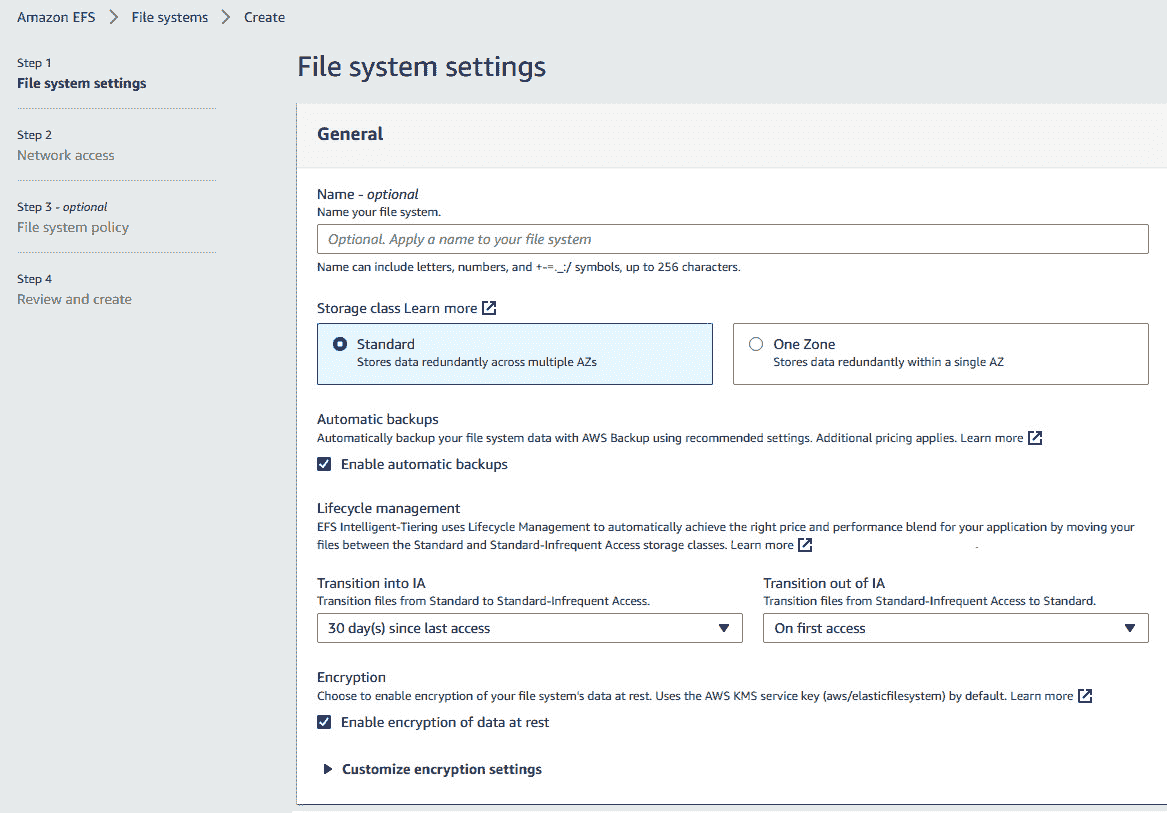 Amazon EFS > File systems > Create
Step 1
File system settings
Step 2
Network access
Step 3 - optional
File system policy
Step 4
Review and create
File system settings
General
Name - optional
Name your file system.
Optional. Apply a name to your file system
Name can include letters, numbers, and +-=._:/ symbols, up to 256 characters.
Storage class Learn more
Standard
Stores data redundantly across multiple AZs
One Zone
Stores data redundantly within a single AZ
Automatic backups
Automatically backup your file system data with AWS Backup using recommended settings. Additional pricing applies. Learn more
Enable automatic backups
Lifecycle management
EFS Intelligent-Tiering uses Lifecycle Management to automatically achieve the right price and performance blend for your application by moving your
files between the Standard and Standard-Infrequent Access storage classes. Learn more
Transition into IA
Transition files from Standard to Standard-Infrequent Access.
30 day(s) since last access
Transition out of IA
Transition files from Standard-Infrequent Access to Standard.
On first access
Encryption
Choose to enable encryption of your file system's data at rest. Uses the AWS KMS service key (aws/elasticfilesystem) by default. Learn more
Enable encryption of data at rest
Customize encryption settings